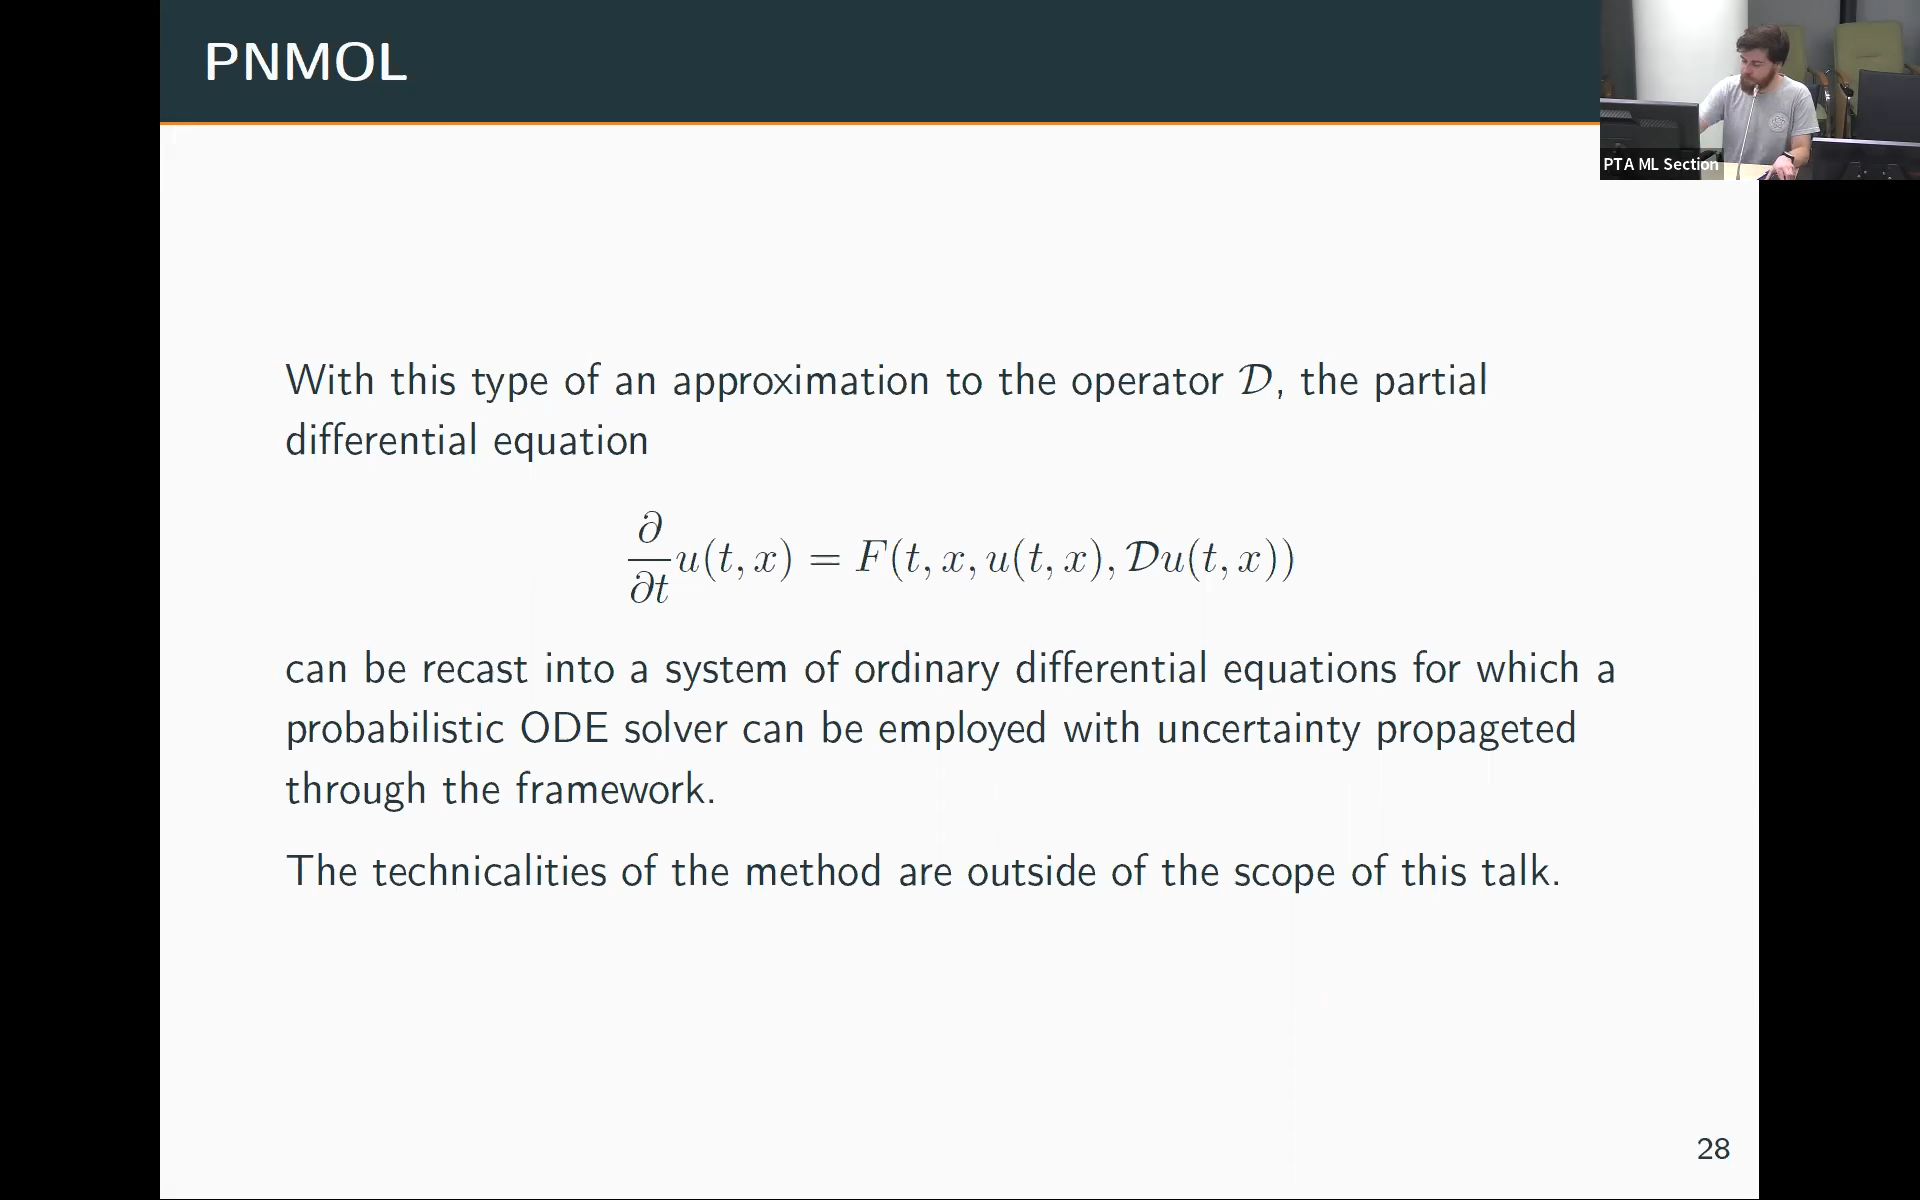 PNMOL
PTA ML Section
With this type of an approximation to the operator 𝒟, the partial
differential equation
∂/∂t u(t, x) = F(t, x, u(t, x), 𝒟u(t, x))
can be recast into a system of ordinary differential equations for which a
probabilistic ODE solver can be employed with uncertainty propageted
through the framework.
The technicalities of the method are outside of the scope of this talk.
28